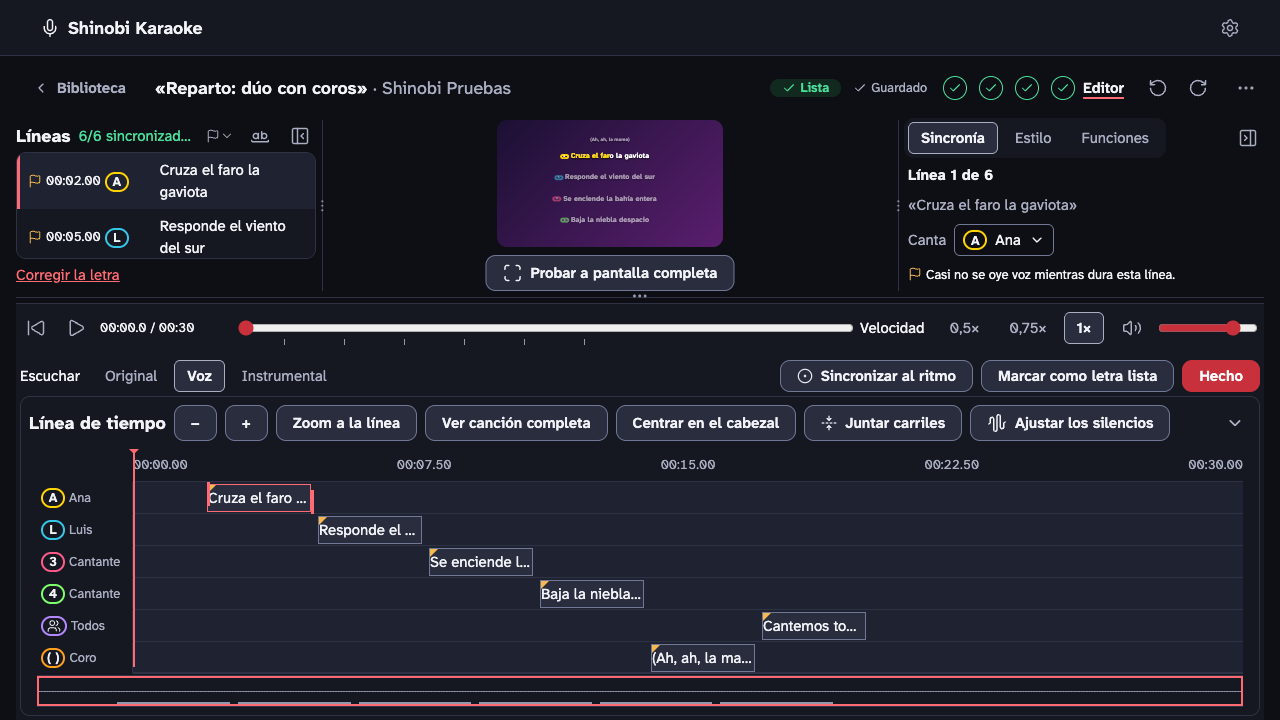 Shinobi Karaoke
Biblioteca
«Reparto: dúo con coros» · Shinobi Pruebas
Lista
Guardado
Editor
Líneas
6/6 sincronizad...
ab
00:02.00
A
Cruza el faro la gaviota
00:05.00
L
Responde el viento del sur
Corregir la letra
(Ah, ah, la marea)
Cruza el faro la gaviota
Responde el viento del sur
Se enciende la bahía entera
Baja la niebla despacio
Probar a pantalla completa
Sincronía
Estilo
Funciones
Línea 1 de 6
«Cruza el faro la gaviota»
Canta
A Ana
Casi no se oye voz mientras dura esta línea.
00:00.0 / 00:30
Velocidad
0,5×
0,75×
1×
Escuchar
Original
Voz
Instrumental
Sincronizar al ritmo
Marcar como letra lista
Hecho
Línea de tiempo
−
+
Zoom a la línea
Ver canción completa
Centrar en el cabezal
Juntar carriles
Ajustar los silencios
00:00.00
00:07.50
00:15.00
00:22.50
00:30.00
A Ana
Cruza el faro ...
L Luis
Responde el ...
3 Cantante
Se enciende l...
4 Cantante
Baja la niebla...
Todos
Cantemos to...
( ) Coro
(Ah, ah, la ma...